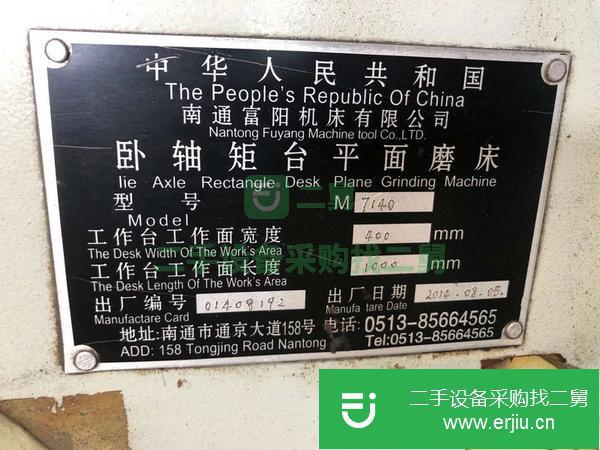 中华人民共和国
The People's Republic Of China
南通富阳机床有限公司
Nantong Fuyang Machine tool Co.,LTD.
卧轴矩台平面磨床
lie Axle Rectangle Desk Plane Grinding Machine
型号 M 7140
Model
工作台工作面宽度 400 mm
The Desk Width Of The Work's Area
工作台工作面长度 1000 mm
The Desk Length Of The Work's Area
出厂编号 01408192 出厂日期 2014.08.05.
Manufactare Card Manufa tare Date
地址:南通市通京大道158号 电话: 0513-85664565
ADD: 158 Tongjing Road Nantong Tel:0513-85664565
二舅
二手设备采购找二舅
二手设备采购找二舅
www.erjiu.cn